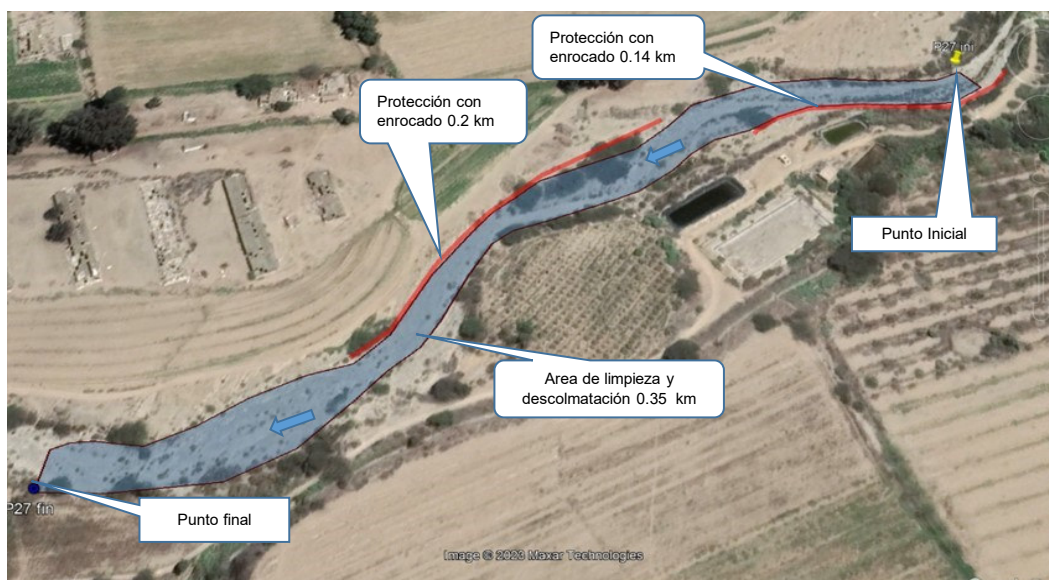 Protección con
enrocado 0.14 km
P27 ini
Protección con
enrocado 0.2 km
Punto Inicial
Area de limpieza y
descolmatación 0.35 km
Punto final
P27 fin
Image © 2023 Maxar Technologies